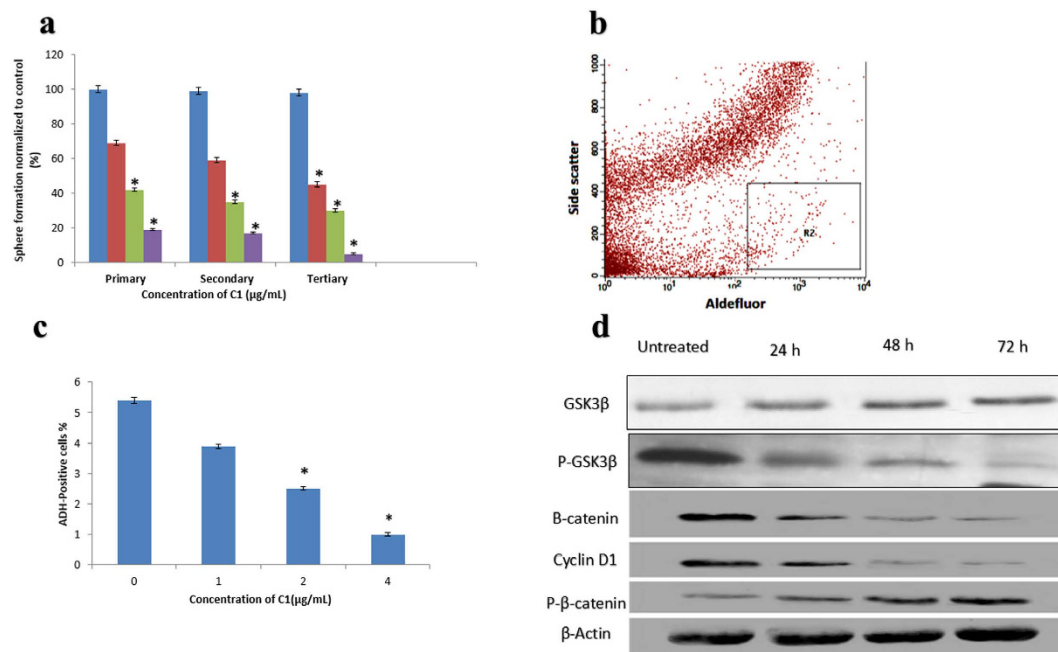 a
120
100
80
60
40
20
0
Sphere formation normalized to control
(%)
* * * * * * *
Primary Secondary Tertiary
Concentration of C1 (µg/mL)
b
1000
800
600
400
200
0
Side scatter
R2
10⁰ 10¹ 10² 10³ 10⁴
Aldefluor
c
6
5
4
3
2
1
0
ADH-Positive cells %
* *
0 1 2 4
Concentration of C1(µg/mL)
d
Untreated 24 h 48 h 72 h
GSK3β
P-GSK3β
B-catenin
Cyclin D1
P-β-catenin
β-Actin